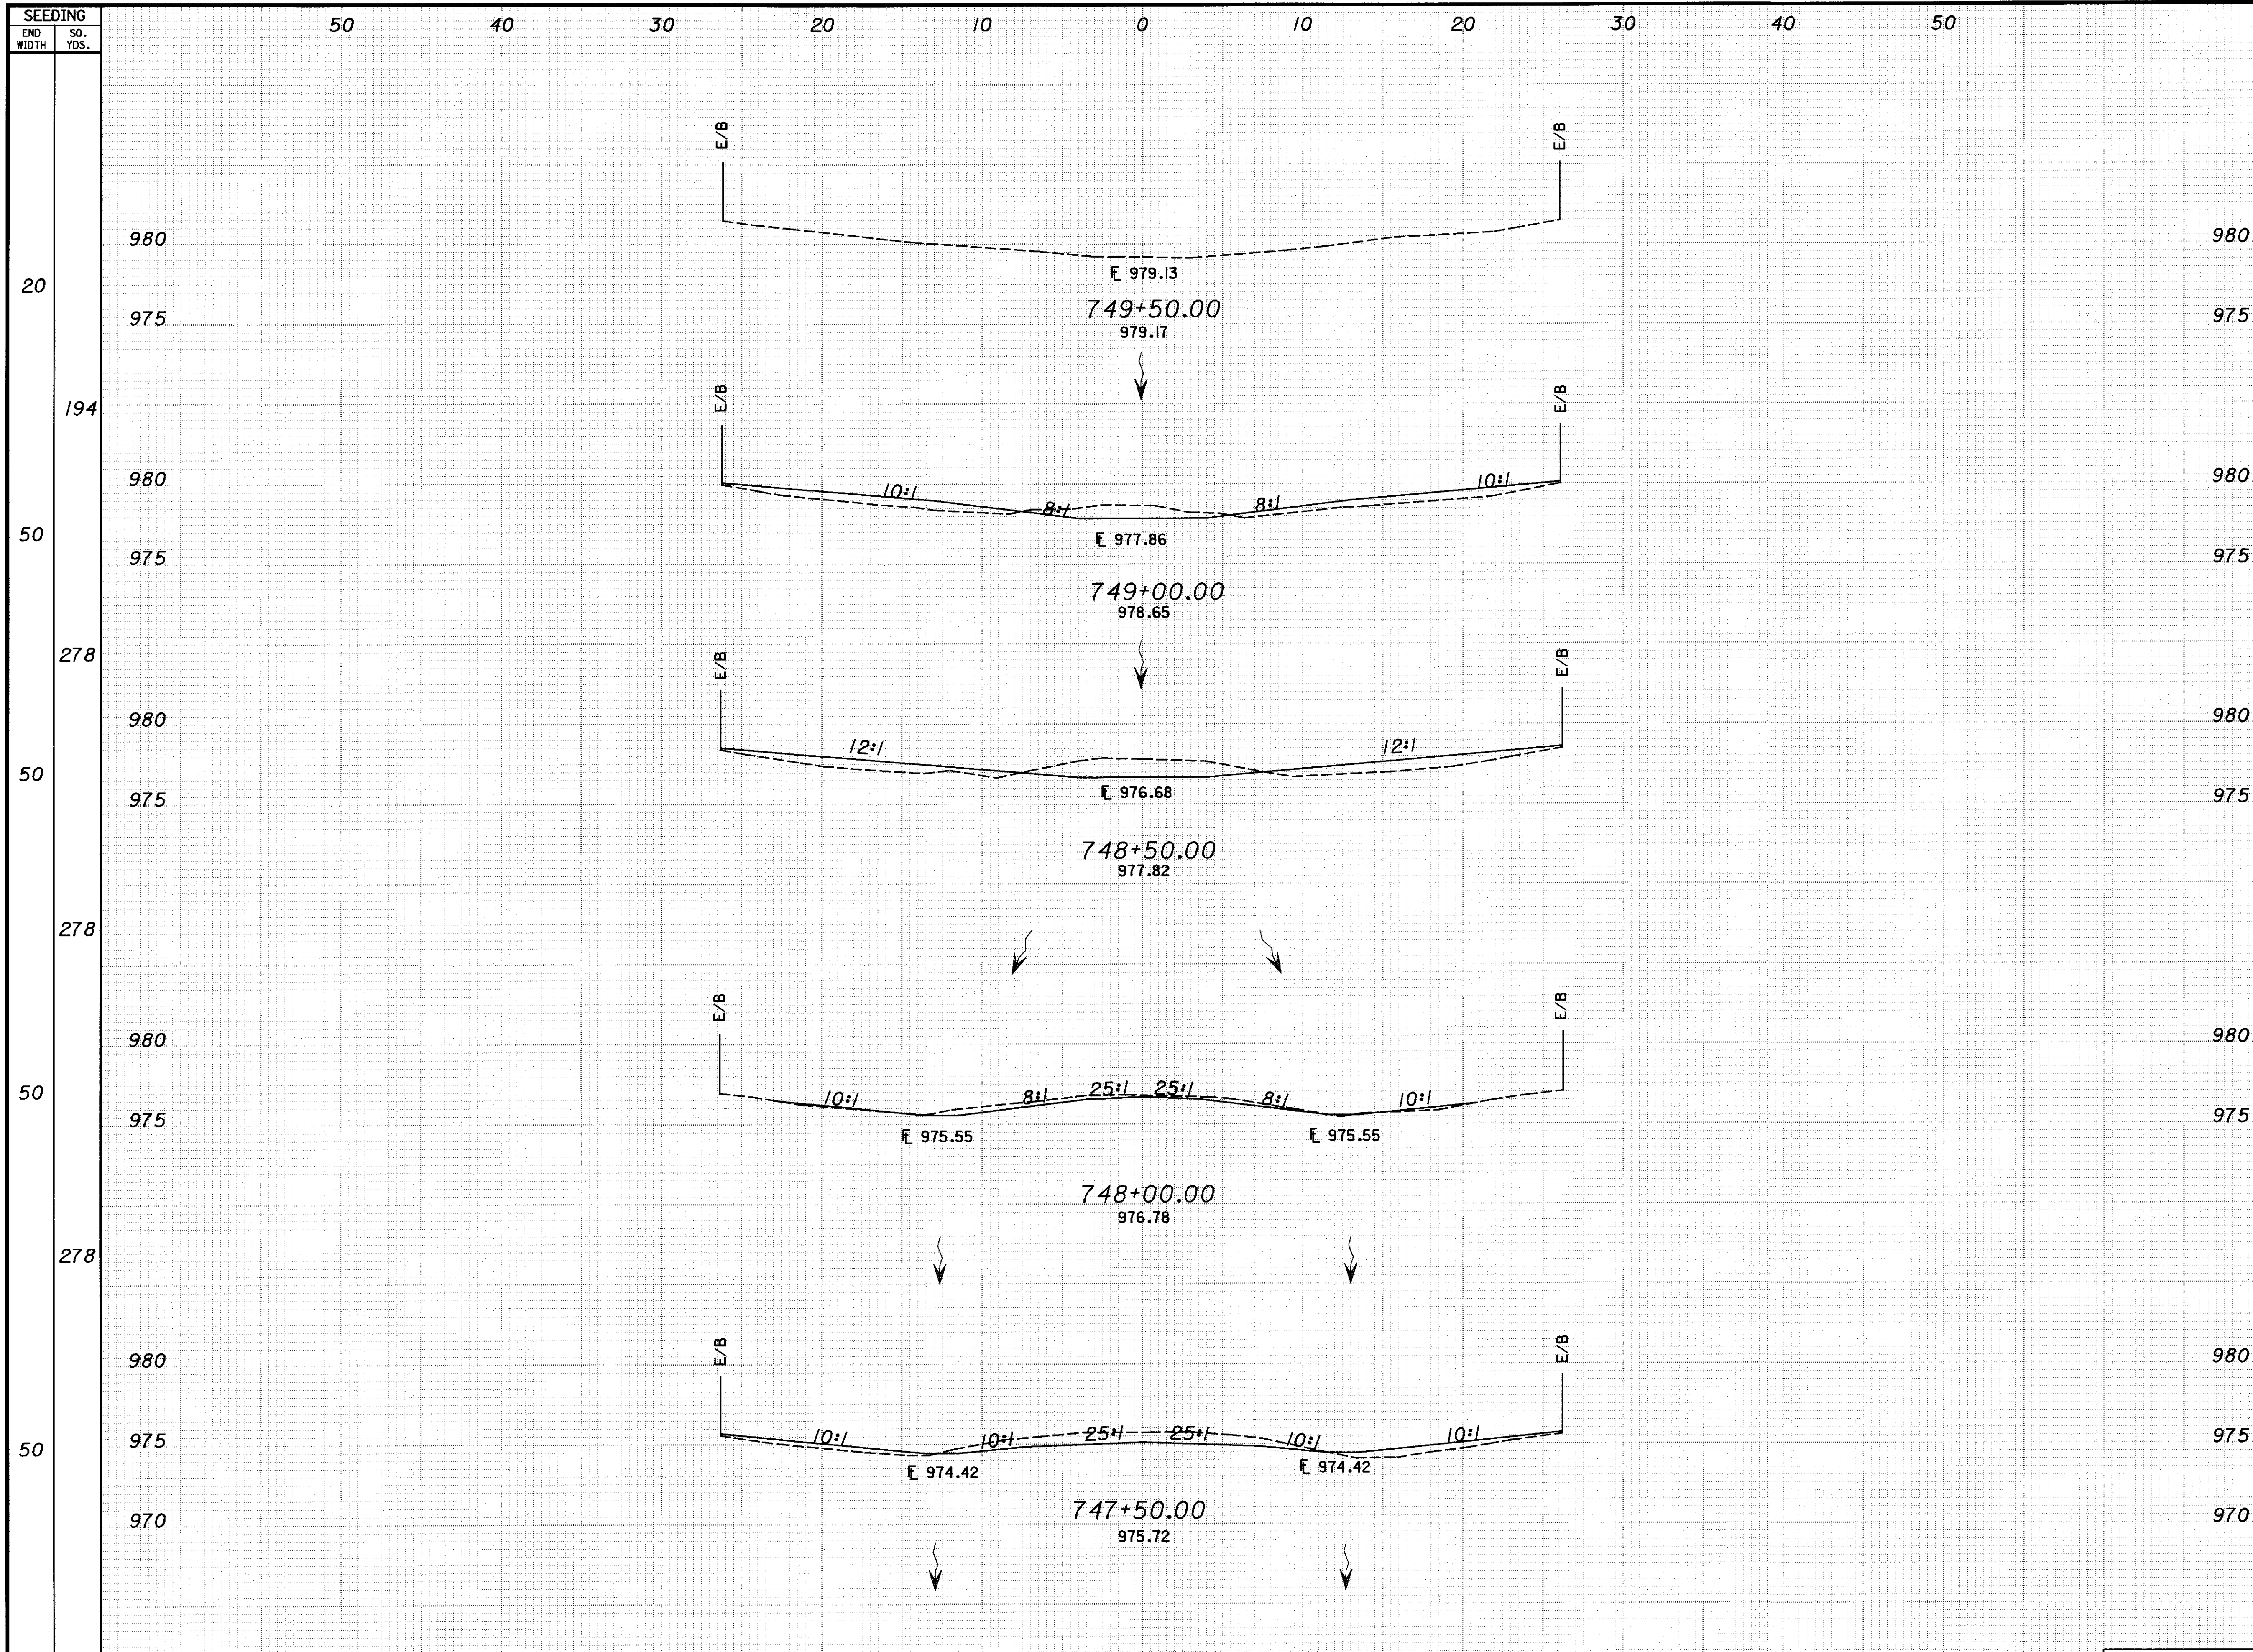 SEEDING
END WIDTH SQ. YDS.
50 40 30 20 10 0 10 20 30 40 50
E/B E/B
980 980
℄ 979.13
20
749+50.00
975 975
979.17
E/B E/B
194
980 10:1 10:1 980
8:1 8:1
50 ℄ 977.86
975 975
749+00.00
978.65
278 E/B E/B
980 980
12:1 12:1
50 975 ℄ 976.68 975
748+50.00
977.82
278
E/B E/B
980 980
50 10:1 8:1 25:1 25:1 8:1 10:1
975 975
℄ 975.55 ℄ 975.55
748+00.00
976.78
278
E/B E/B
980 980
50 975 10:1 10:1 25:1 25:1 10:1 10:1 975
℄ 974.42 ℄ 974.42
747+50.00
970 970
975.72